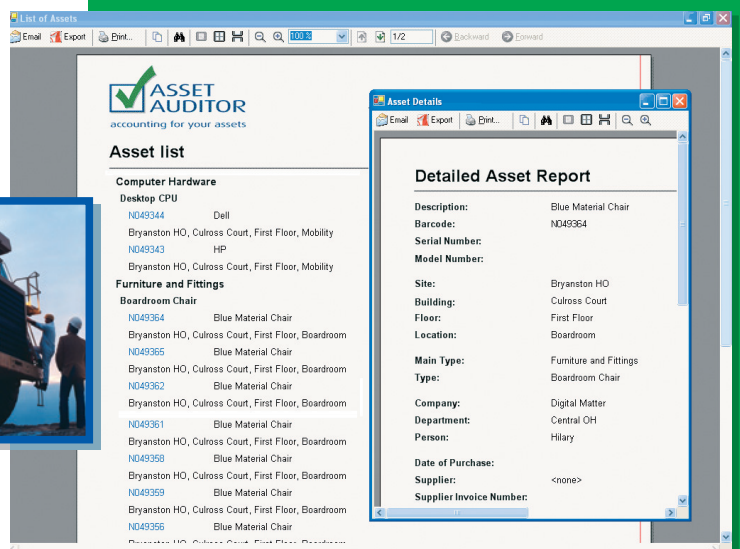 List of Assets
Email Export Print... 100 % 1/2 Backward Forward
ASSET
AUDITOR
accounting for your assets
Asset list
Computer Hardware
Desktop CPU
N049344 Dell
Bryanston HO, Culross Court, First Floor, Mobility
N049343 HP
Bryanston HO, Culross Court, First Floor, Mobility
Furniture and Fittings
Boardroom Chair
N049364 Blue Material Chair
Bryanston HO, Culross Court, First Floor, Boardroom
N049365 Blue Material Chair
Bryanston HO, Culross Court, First Floor, Boardroom
N049362 Blue Material Chair
Bryanston HO, Culross Court, First Floor, Boardroom
N049361 Blue Material Chair
Bryanston HO, Culross Court, First Floor, Boardroom
N049358 Blue Material Chair
Bryanston HO, Culross Court, First Floor, Boardroom
N049359 Blue Material Chair
Bryanston HO, Culross Court, First Floor, Boardroom
N049356 Blue Material Chair
Bryanston HO, Culross Court, First Floor, Boardroom
Asset Details
Email Export Print...
Detailed Asset Report
Description: Blue Material Chair
Barcode: N049364
Serial Number:
Model Number:
Site: Bryanston HO
Building: Culross Court
Floor: First Floor
Location: Boardroom
Main Type: Furniture and Fittings
Type: Boardroom Chair
Company: Digital Matter
Department: Central OH
Person: Hilary
Date of Purchase:
Supplier: <none>
Supplier Invoice Number: